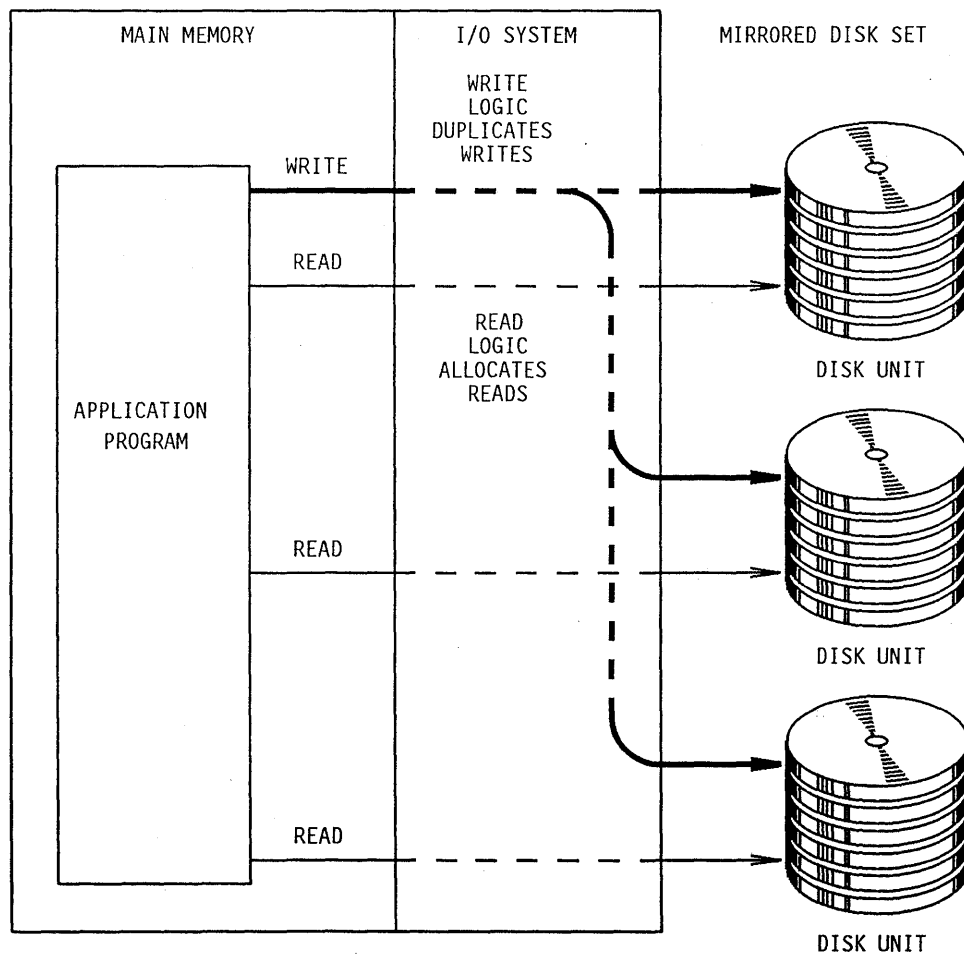 MAIN MEMORY
I/O SYSTEM
MIRRORED DISK SET
WRITE
LOGIC
DUPLICATES
WRITES
WRITE
READ
READ
LOGIC
ALLOCATES
READS
DISK UNIT
APPLICATION
PROGRAM
READ
DISK UNIT
READ
DISK UNIT